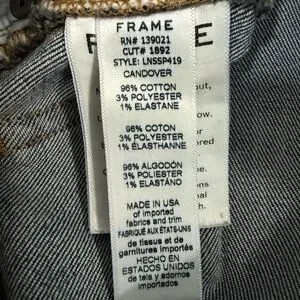 FRAME
RN# 139021
CUT# 1892
STYLE: LNSSP419
CANDOVER
96% COTTON
3% POLYESTER
1% ELASTANE
96% COTON
3% POLYESTER
1% ÉLASTHANNE
96% ALGODÓN
3% POLIESTER
1% ELASTANO
MADE IN USA
of imported
fabrics and trim
FABRIQUÉ AUX ÉTATS-UNIS
de tissus et de
garnitures importés
HECHO EN
ESTADOS UNIDOS
de tela y adornos
importados